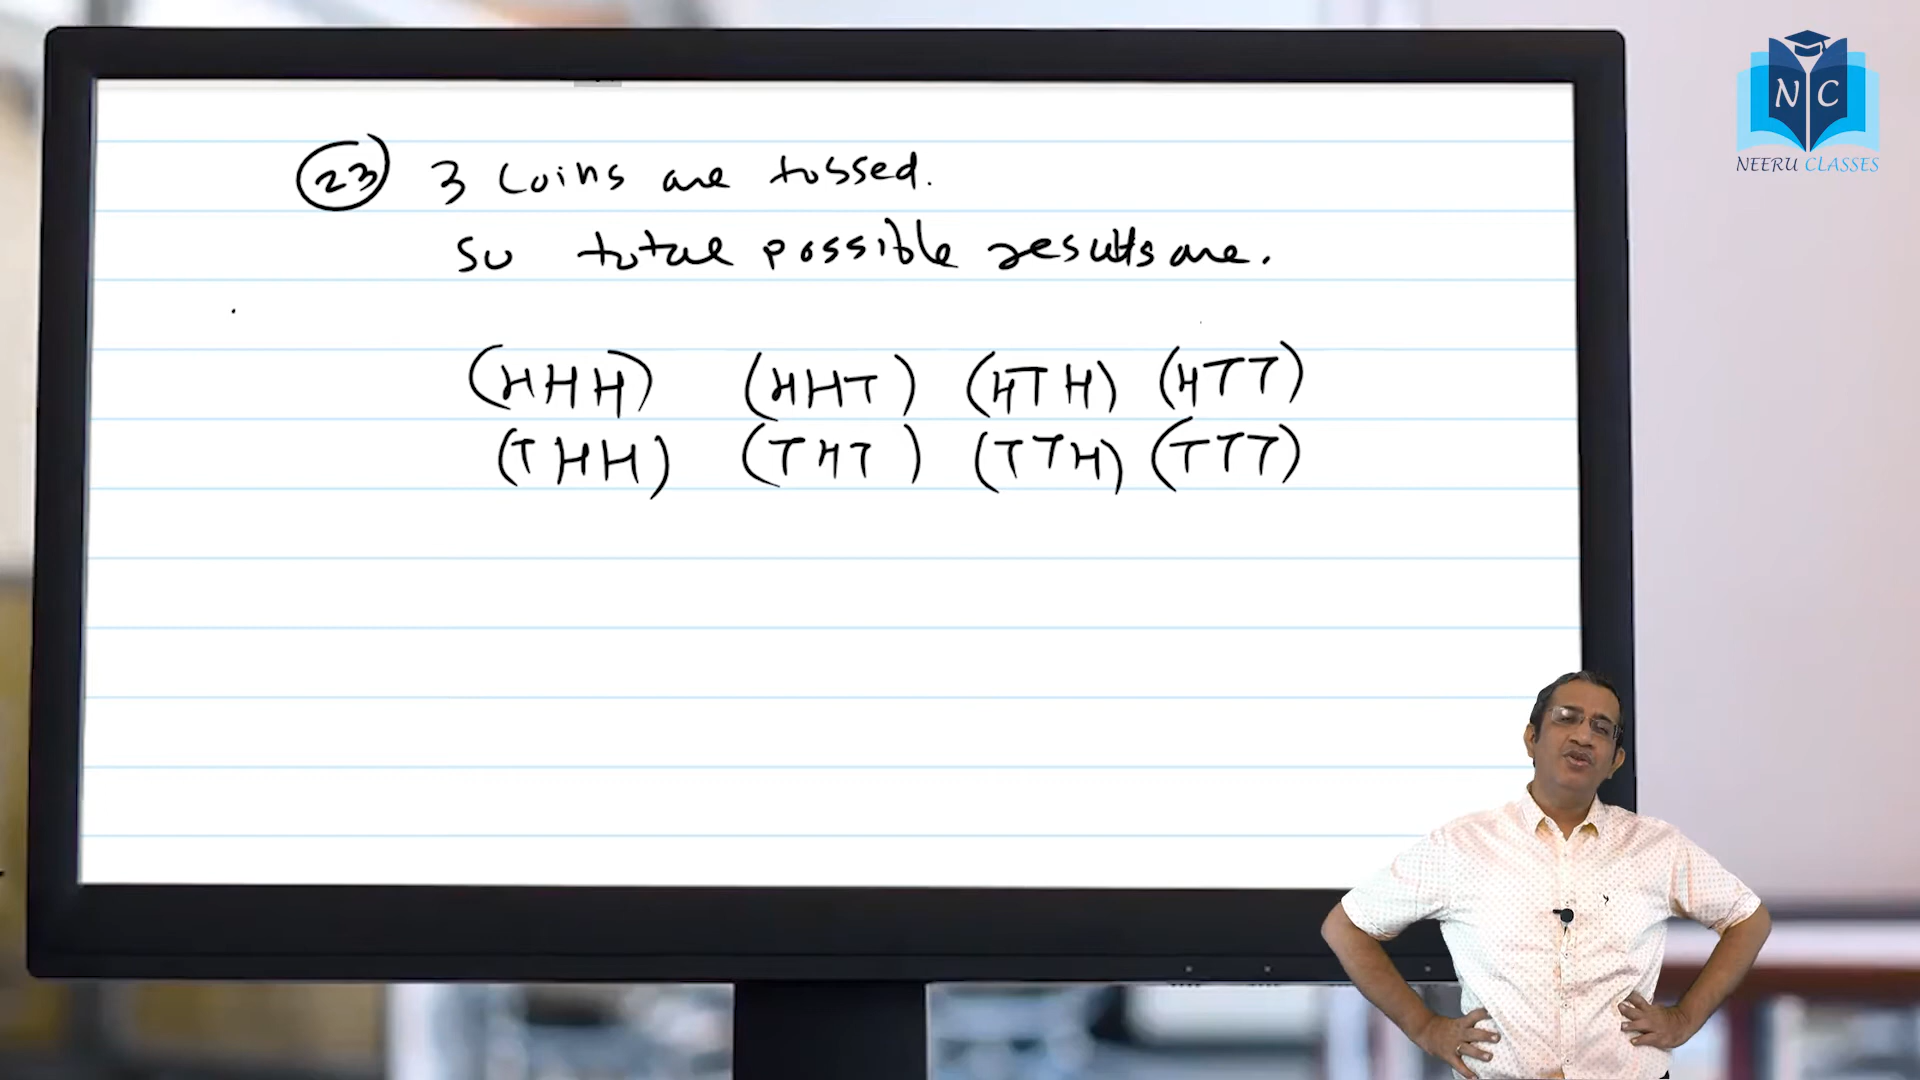 N C
NEERU CLASSES
23 3 coins are tossed.
so total possible results are.
(HHH) (HHT) (HTH) (HTT)
(THH) (THT) (TTH) (TTT)